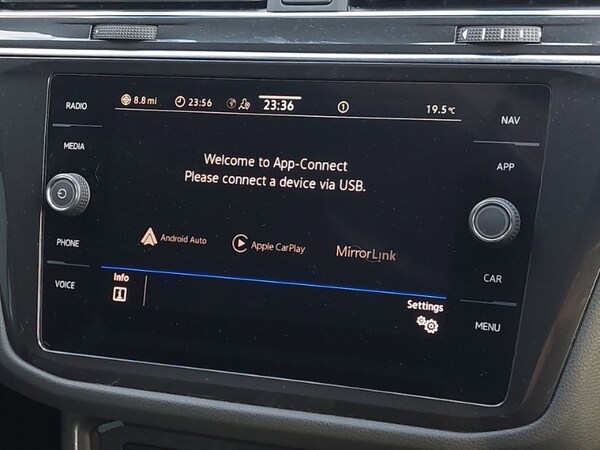 RADIO
MEDIA
PHONE
VOICE
8.8 mi 23:56 23:36 1 19.5°C
Welcome to App-Connect
Please connect a device via USB.
Android Auto Apple CarPlay MirrorLink
Info
Settings
NAV
APP
CAR
MENU